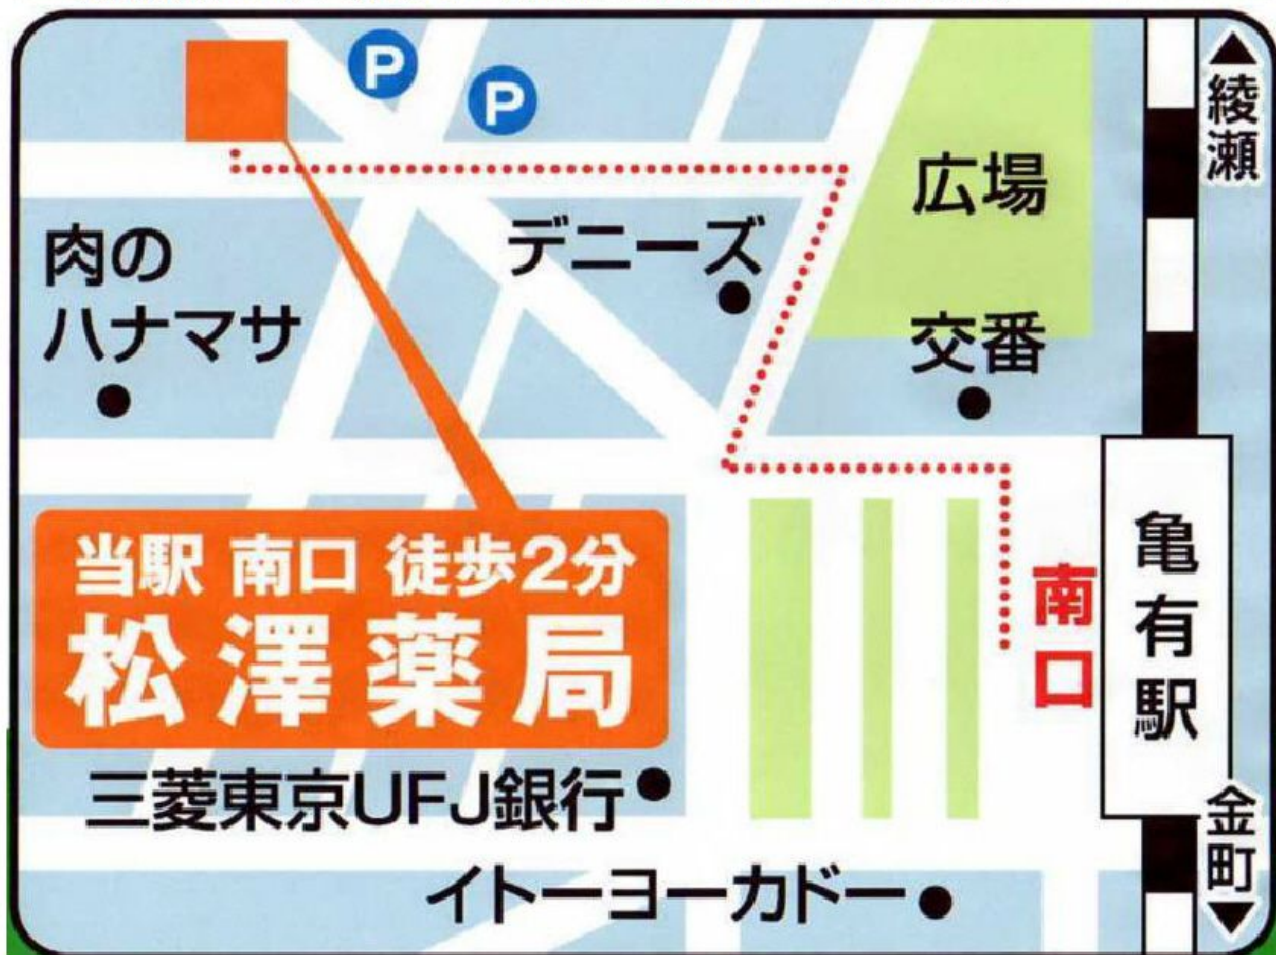 P
P
▲綾瀬
広場
デニーズ
肉の
ハナマサ
交番
当駅 南口 徒歩2分
松澤薬局
南口
亀有駅
三菱東京UFJ銀行
金町▼
イトーヨーカドー